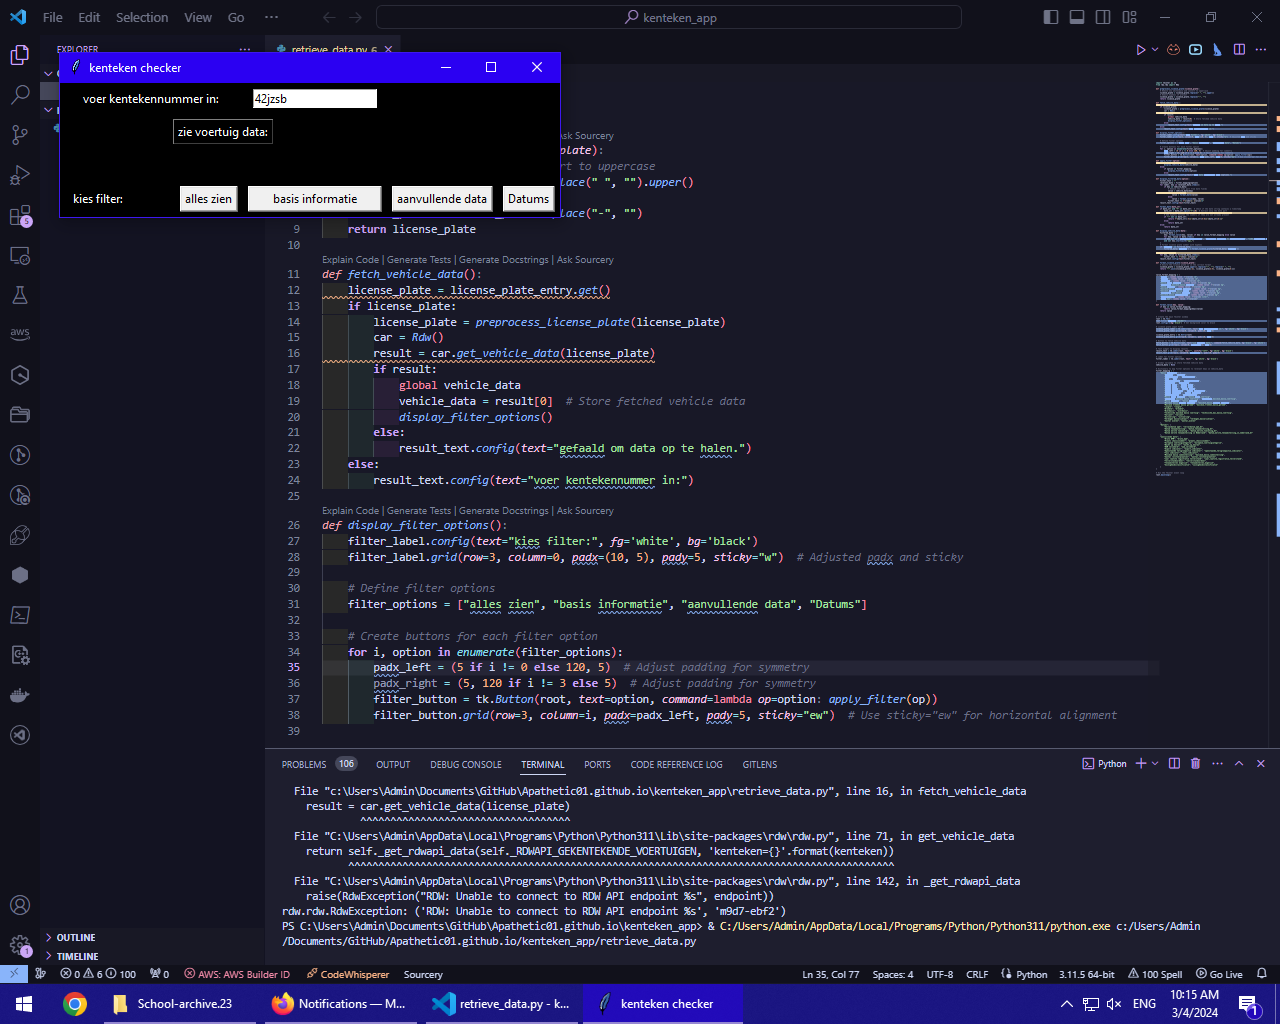 File Edit Selection View Go ··· kenteken_app
EXPLORER ···
retrieve_data.py 6
kenteken checker
voer kentekennummer in: 42jzsb
zie voertuig data:
kies filter: alles zien basis informatie aanvullende data Datums
Ask Sourcery
plate):
rt to uppercase
place(" ", "").upper()
place("-", "")
9 return license_plate
10
Explain Code | Generate Tests | Generate Docstrings | Ask Sourcery
11 def fetch_vehicle_data():
12 license_plate = license_plate_entry.get()
13 if license_plate:
14 license_plate = preprocess_license_plate(license_plate)
15 car = Rdw()
16 result = car.get_vehicle_data(license_plate)
17 if result:
18 global vehicle_data
19 vehicle_data = result[0] # Store fetched vehicle data
20 display_filter_options()
21 else:
22 result_text.config(text="gefaald om data op te halen.")
23 else:
24 result_text.config(text="voer kentekennummer in:")
25
Explain Code | Generate Tests | Generate Docstrings | Ask Sourcery
26 def display_filter_options():
27 filter_label.config(text="kies filter:", fg='white', bg='black')
28 filter_label.grid(row=3, column=0, padx=(10, 5), pady=5, sticky="w") # Adjusted padx and sticky
29
30 # Define filter options
31 filter_options = ["alles zien", "basis informatie", "aanvullende data", "Datums"]
32
33 # Create buttons for each filter option
34 for i, option in enumerate(filter_options):
35 padx_left = (5 if i != 0 else 120, 5) # Adjust padding for symmetry
36 padx_right = (5, 120 if i != 3 else 5) # Adjust padding for symmetry
37 filter_button = tk.Button(root, text=option, command=lambda op=option: apply_filter(op))
38 filter_button.grid(row=3, column=i, padx=padx_left, pady=5, sticky="ew") # Use sticky="ew" for horizontal alignment
39
PROBLEMS 106 OUTPUT DEBUG CONSOLE TERMINAL PORTS CODE REFERENCE LOG GITLENS Python
File "c:\Users\Admin\Documents\GitHub\Apathetic01.github.io\kenteken_app\retrieve_data.py", line 16, in fetch_vehicle_data
result = car.get_vehicle_data(license_plate)
^^^^^^^^^^^^^^^^^^^^^^^^^^^^^^^^^^^
File "C:\Users\Admin\AppData\Local\Programs\Python\Python311\Lib\site-packages\rdw\rdw.py", line 71, in get_vehicle_data
return self._get_rdwapi_data(self._RDWAPI_GEKENTEKENDE_VOERTUIGEN, 'kenteken={}'.format(kenteken))
^^^^^^^^^^^^^^^^^^^^^^^^^^^^^^^^^^^^^^^^^^^^^^^^^^^^^^^^^^^^^^^^^^^^^^^^^^^^^^^^^^^^^^^^^^^
File "C:\Users\Admin\AppData\Local\Programs\Python\Python311\Lib\site-packages\rdw\rdw.py", line 142, in _get_rdwapi_data
raise(RdwException("RDW: Unable to connect to RDW API endpoint %s", endpoint))
rdw.rdw.RdwException: ('RDW: Unable to connect to RDW API endpoint %s', 'm9d7-ebf2')
PS C:\Users\Admin\Documents\GitHub\Apathetic01.github.io\kenteken_app> & C:/Users/Admin/AppData/Local/Programs/Python/Python311/python.exe c:/Users/Admin
/Documents/GitHub/Apathetic01.github.io/kenteken_app/retrieve_data.py
5
aws
1
OUTLINE
TIMELINE
0 6 100 0 AWS: AWS Builder ID CodeWhisperer Sourcery Ln 35, Col 77 Spaces: 4 UTF-8 CRLF Python 3.11.5 64-bit 100 Spell Go Live
School-archive.23 Notifications — M... retrieve_data.py - k... kenteken checker ENG 10:15 AM
3/4/2024 1